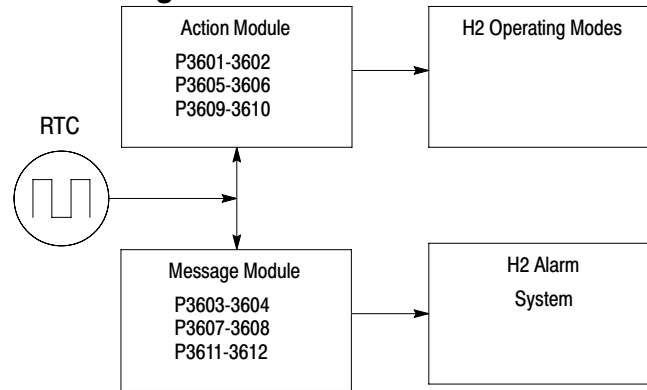 Action Module
P3601-3602
P3605-3606
P3609-3610
H2 Operating Modes
RTC
Message Module
P3603-3604
P3607-3608
P3611-3612
H2 Alarm
System